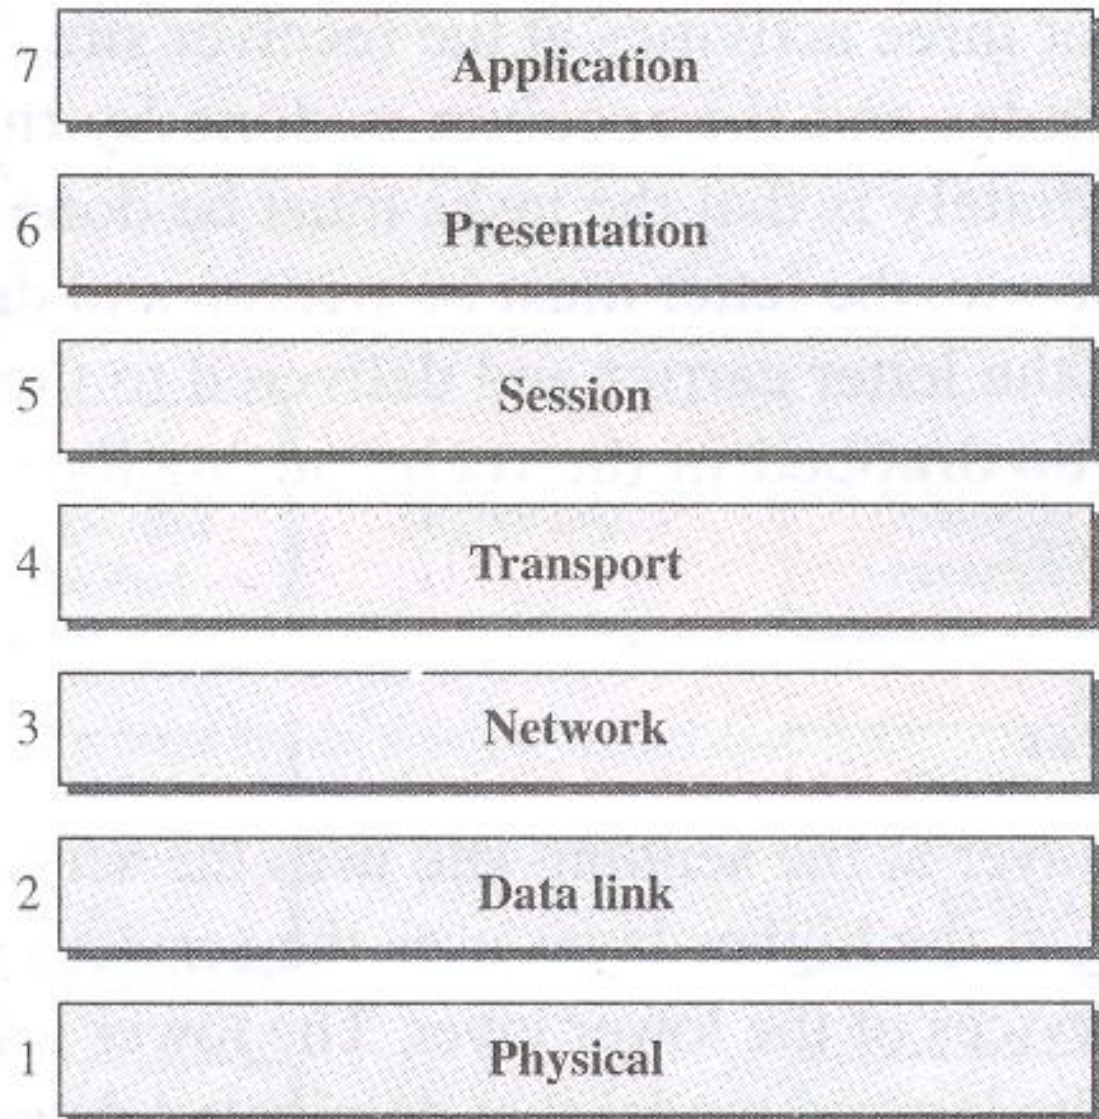 7 Application
6 Presentation
5 Session
4 Transport
3 Network
2 Data link
1 Physical